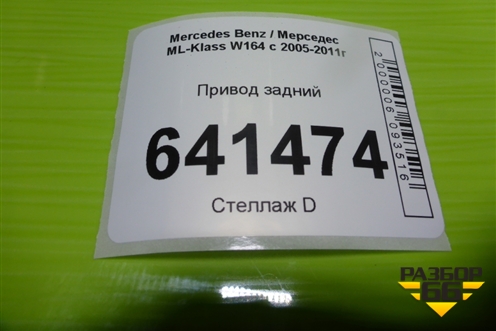 Mercedes Benz / Мерседес
ML-Klass W164 с 2005-2011г
Привод задний
641474
Стеллаж D
2000006093516
РАЗБОР
66